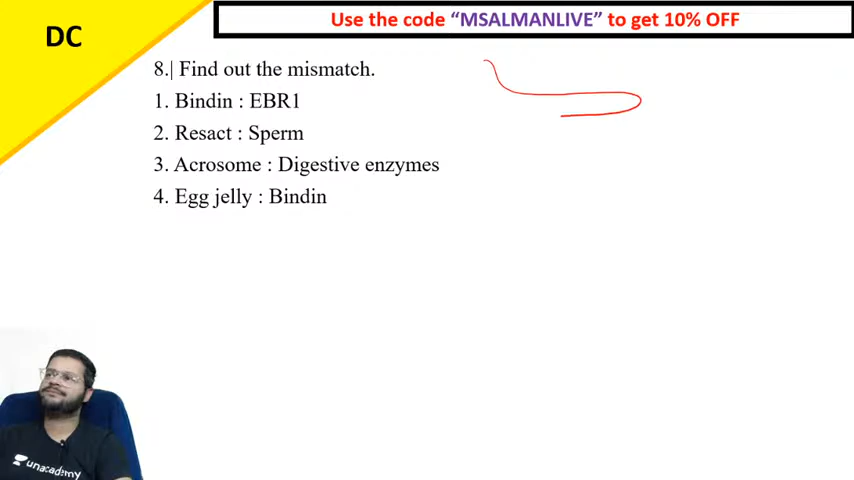 DC
Use the code “MSALMANLIVE” to get 10% OFF
8.| Find out the mismatch.
1. Bindin : EBR1
2. Resact : Sperm
3. Acrosome : Digestive enzymes
4. Egg jelly : Bindin
unacademy